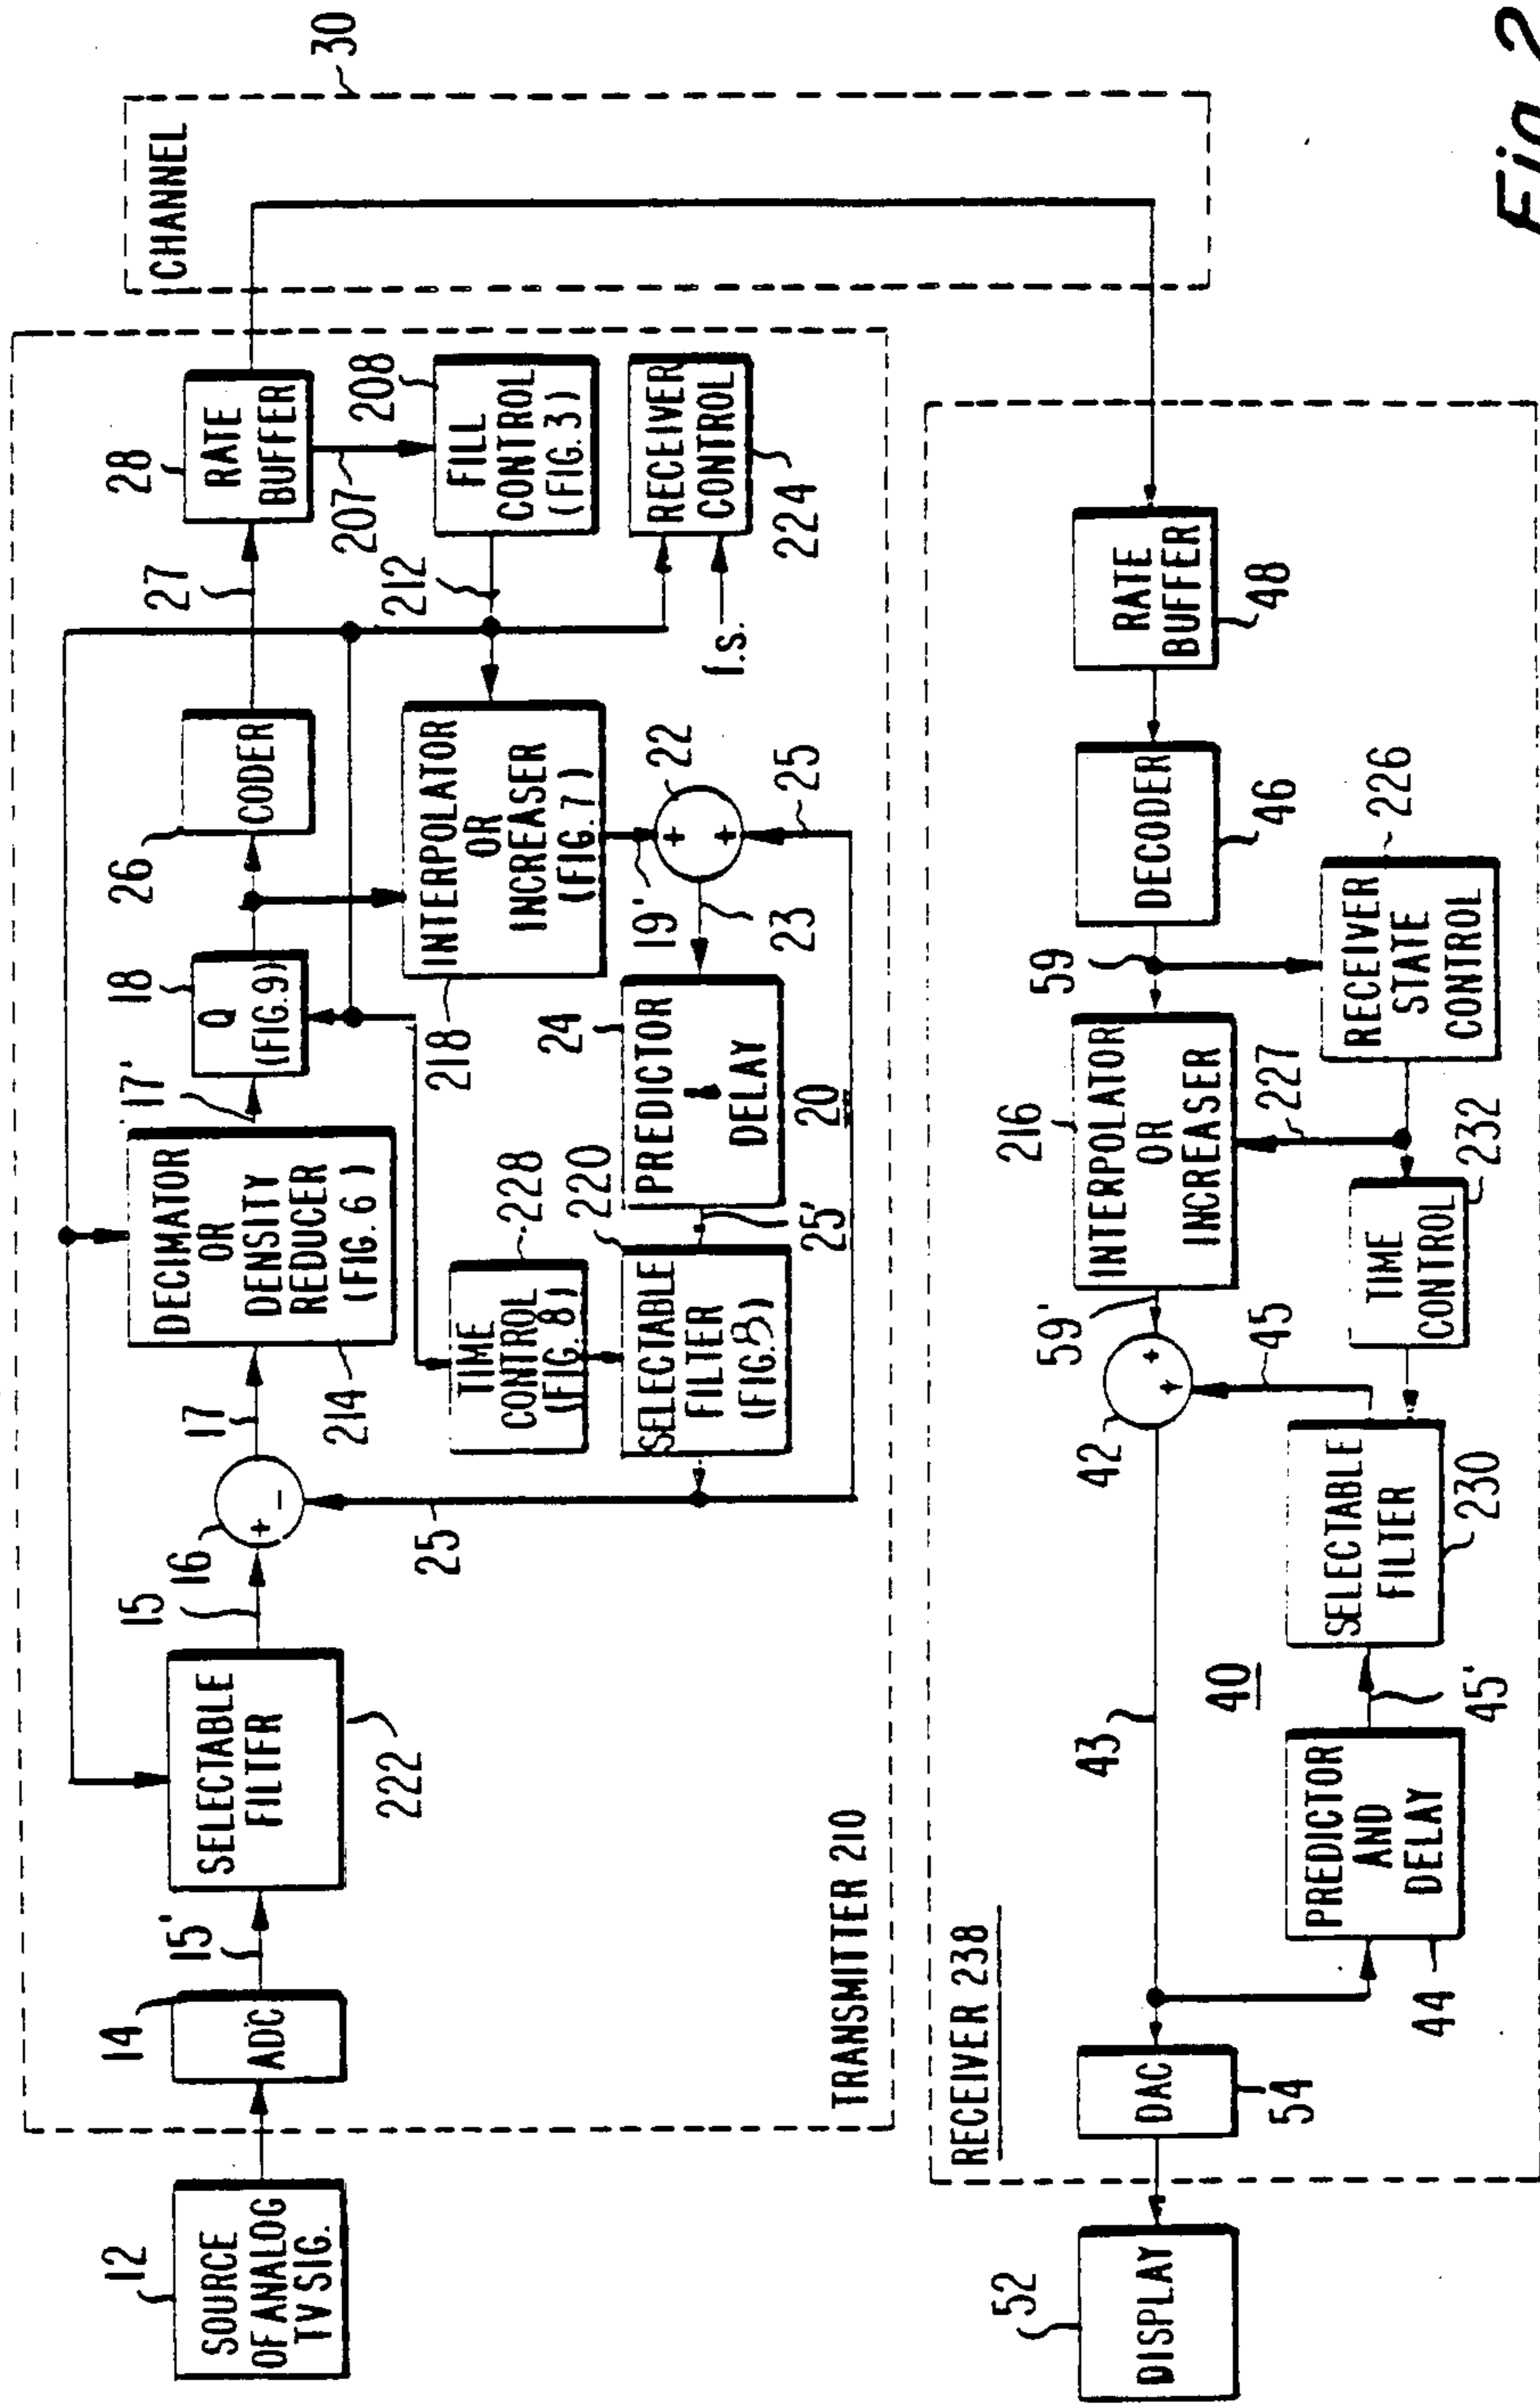 12
SOURCE
OF ANALOG
TV SIG.
14
ADC
15'
SELECTABLE
FILTER
222
15
16
+
-
17
214
DECIMATOR
OR
DENSITY
REDUCER
(FIG. 6)
17'
18
Q
(FIG.9)
26
CODER
27
28
RATE
BUFFER
207
208
FILL
CONTROL
(FIG.3)
212
RECEIVER
CONTROL
224
f.s.
INTERPOLATOR
OR
INCREASER
(FIG.7)
218
19'
22
+
+
25
23
24
PREDICTOR
DELAY
20
25'
220
SELECTABLE
FILTER
(FIG.8)
228
TIME
CONTROL
(FIG. 8)
25
TRANSMITTER 210
CHANNEL
30
RECEIVER 238
52
DISPLAY
DAC
54
43
40
44
PREDICTOR
AND
DELAY
45'
SELECTABLE
FILTER
230
42
+
+
45
59'
216
INTERPOLATOR
OR
INCREASER
227
TIME
CONTROL
232
59
DECODER
46
RECEIVER
STATE
CONTROL
226
RATE
BUFFER
48
Fig. 2